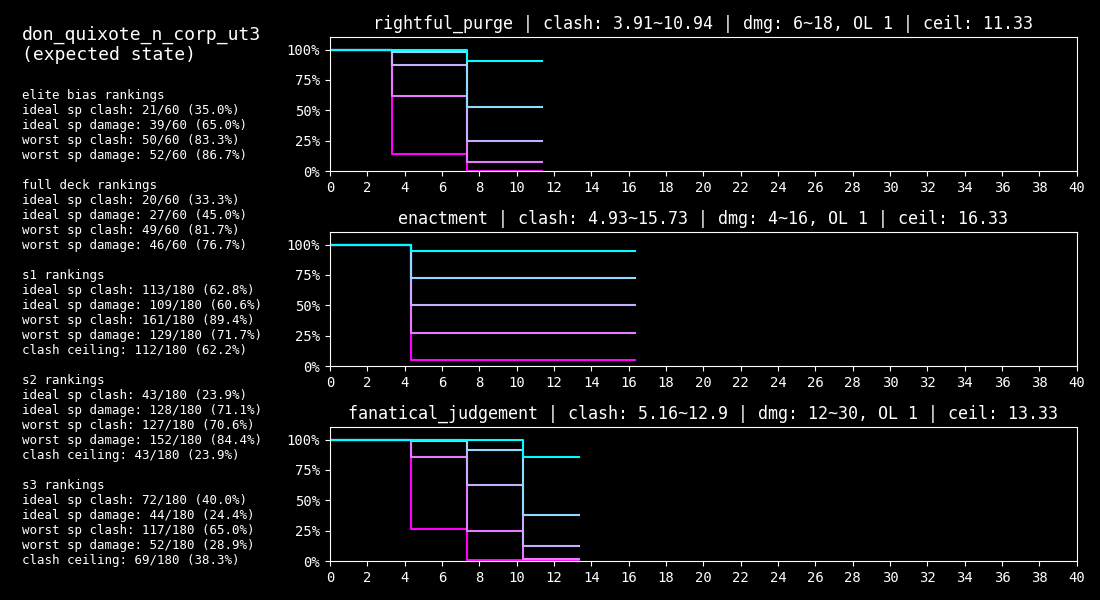 don_quixote_n_corp_ut3
(expected state)
elite bias rankings
ideal sp clash: 21/60 (35.0%)
ideal sp damage: 39/60 (65.0%)
worst sp clash: 50/60 (83.3%)
worst sp damage: 52/60 (86.7%)
full deck rankings
ideal sp clash: 20/60 (33.3%)
ideal sp damage: 27/60 (45.0%)
worst sp clash: 49/60 (81.7%)
worst sp damage: 46/60 (76.7%)
s1 rankings
ideal sp clash: 113/180 (62.8%)
ideal sp damage: 109/180 (60.6%)
worst sp clash: 161/180 (89.4%)
worst sp damage: 129/180 (71.7%)
clash ceiling: 112/180 (62.2%)
s2 rankings
ideal sp clash: 43/180 (23.9%)
ideal sp damage: 128/180 (71.1%)
worst sp clash: 127/180 (70.6%)
worst sp damage: 152/180 (84.4%)
clash ceiling: 43/180 (23.9%)
s3 rankings
ideal sp clash: 72/180 (40.0%)
ideal sp damage: 44/180 (24.4%)
worst sp clash: 117/180 (65.0%)
worst sp damage: 52/180 (28.9%)
clash ceiling: 69/180 (38.3%)
rightful_purge | clash: 3.91~10.94 | dmg: 6~18, OL 1 | ceil: 11.33
100%
75%
50%
25%
0%
0 2 4 6 8 10 12 14 16 18 20 22 24 26 28 30 32 34 36 38 40
enactment | clash: 4.93~15.73 | dmg: 4~16, OL 1 | ceil: 16.33
100%
75%
50%
25%
0%
0 2 4 6 8 10 12 14 16 18 20 22 24 26 28 30 32 34 36 38 40
fanatical_judgement | clash: 5.16~12.9 | dmg: 12~30, OL 1 | ceil: 13.33
100%
75%
50%
25%
0%
0 2 4 6 8 10 12 14 16 18 20 22 24 26 28 30 32 34 36 38 40